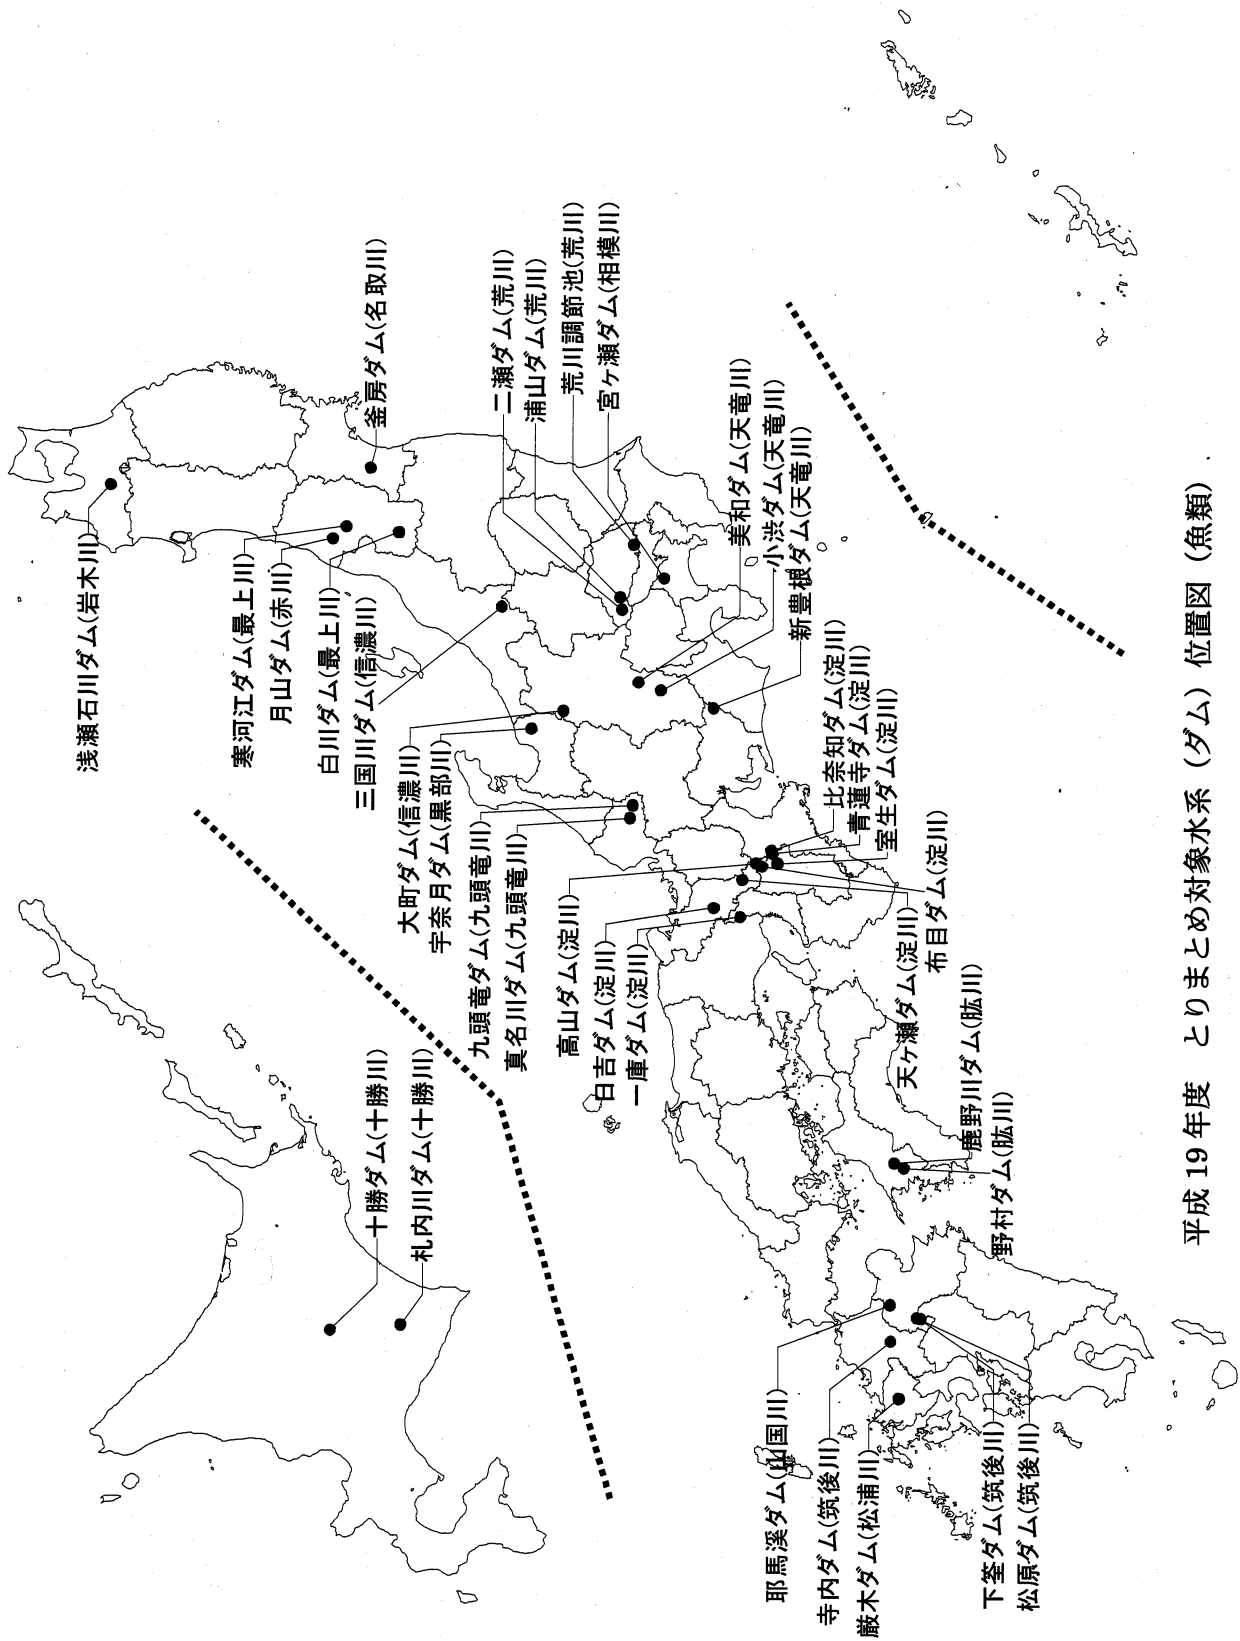 浅瀬石川ダム(岩木川)
寒河江ダム(最上川)
月山ダム(赤川)
白川ダム(最上川)
三国川ダム(信濃川)
釜房ダム(名取川)
二瀬ダム(荒川)
浦山ダム(荒川)
荒川調節池(荒川)
宮ヶ瀬ダム(相模川)
美和ダム(天竜川)
小渋ダム(天竜川)
新豊根ダム(天竜川)
大町ダム(信濃川)
宇奈月ダム(黒部川)
九頭竜ダム(九頭竜川)
真名川ダム(九頭竜川)
高山ダム(淀川)
日吉ダム(淀川)
一庫ダム(淀川)
比奈知ダム(淀川)
青蓮寺ダム(淀川)
室生ダム(淀川)
布目ダム(淀川)
天ヶ瀬ダム(淀川)
鹿野川ダム(肱川)
野村ダム(肱川)
十勝ダム(十勝川)
札内川ダム(十勝川)
耶馬溪ダム(山国川)
寺内ダム(筑後川)
厳木ダム(松浦川)
下筌ダム(筑後川)
松原ダム(筑後川)
平成 19 年度　とりまとめ対象水系（ダム）位置図（魚類）